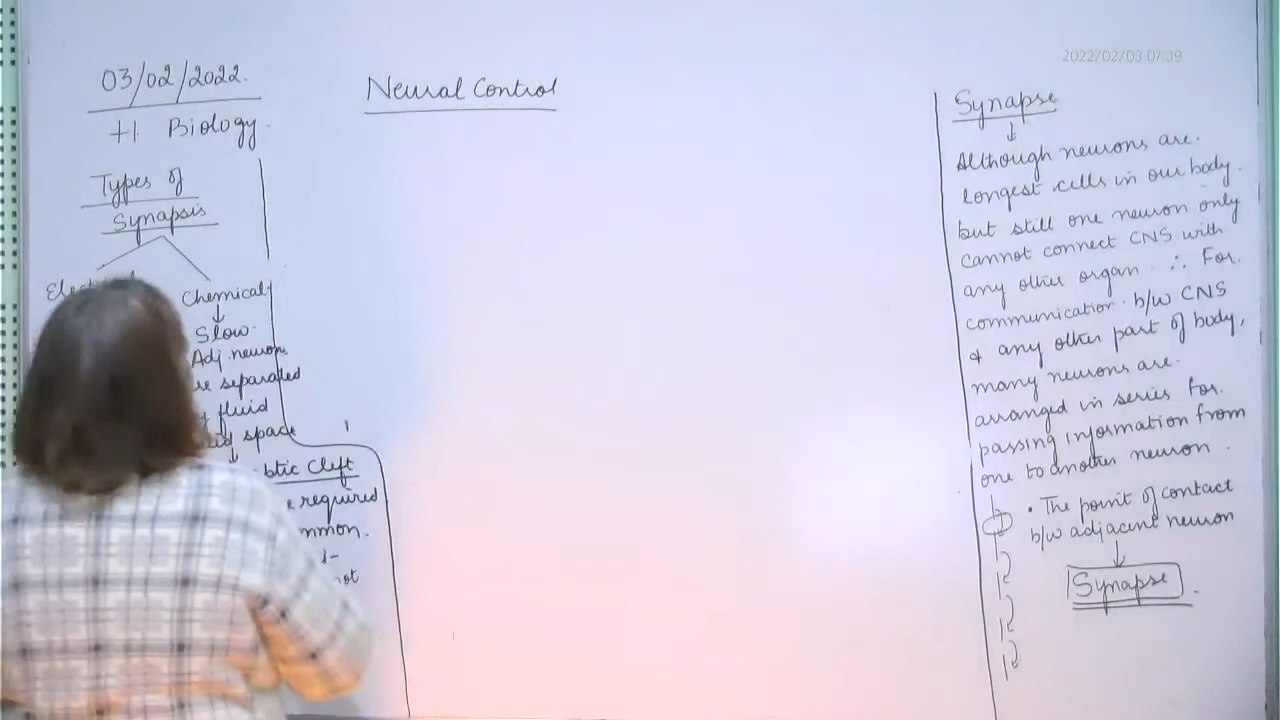 03/02/2022.
+1 Biology.
Neural Control
2022/02/03 07:39
Types of
Synapsis
Chemical
Slow.
Adj. neurons
separated
fluid
space
Cleft
required
Synapse
Although neurons are.
longest cells in our body.
but still one neuron only
cannot connect CNS with
any other organ ∴ For.
communication b/w CNS
& any other part of body,
many neurons are.
arranged in series for.
passing information from
one to another neuron.
• The point of contact
b/w adjacent neuron
Synapse.